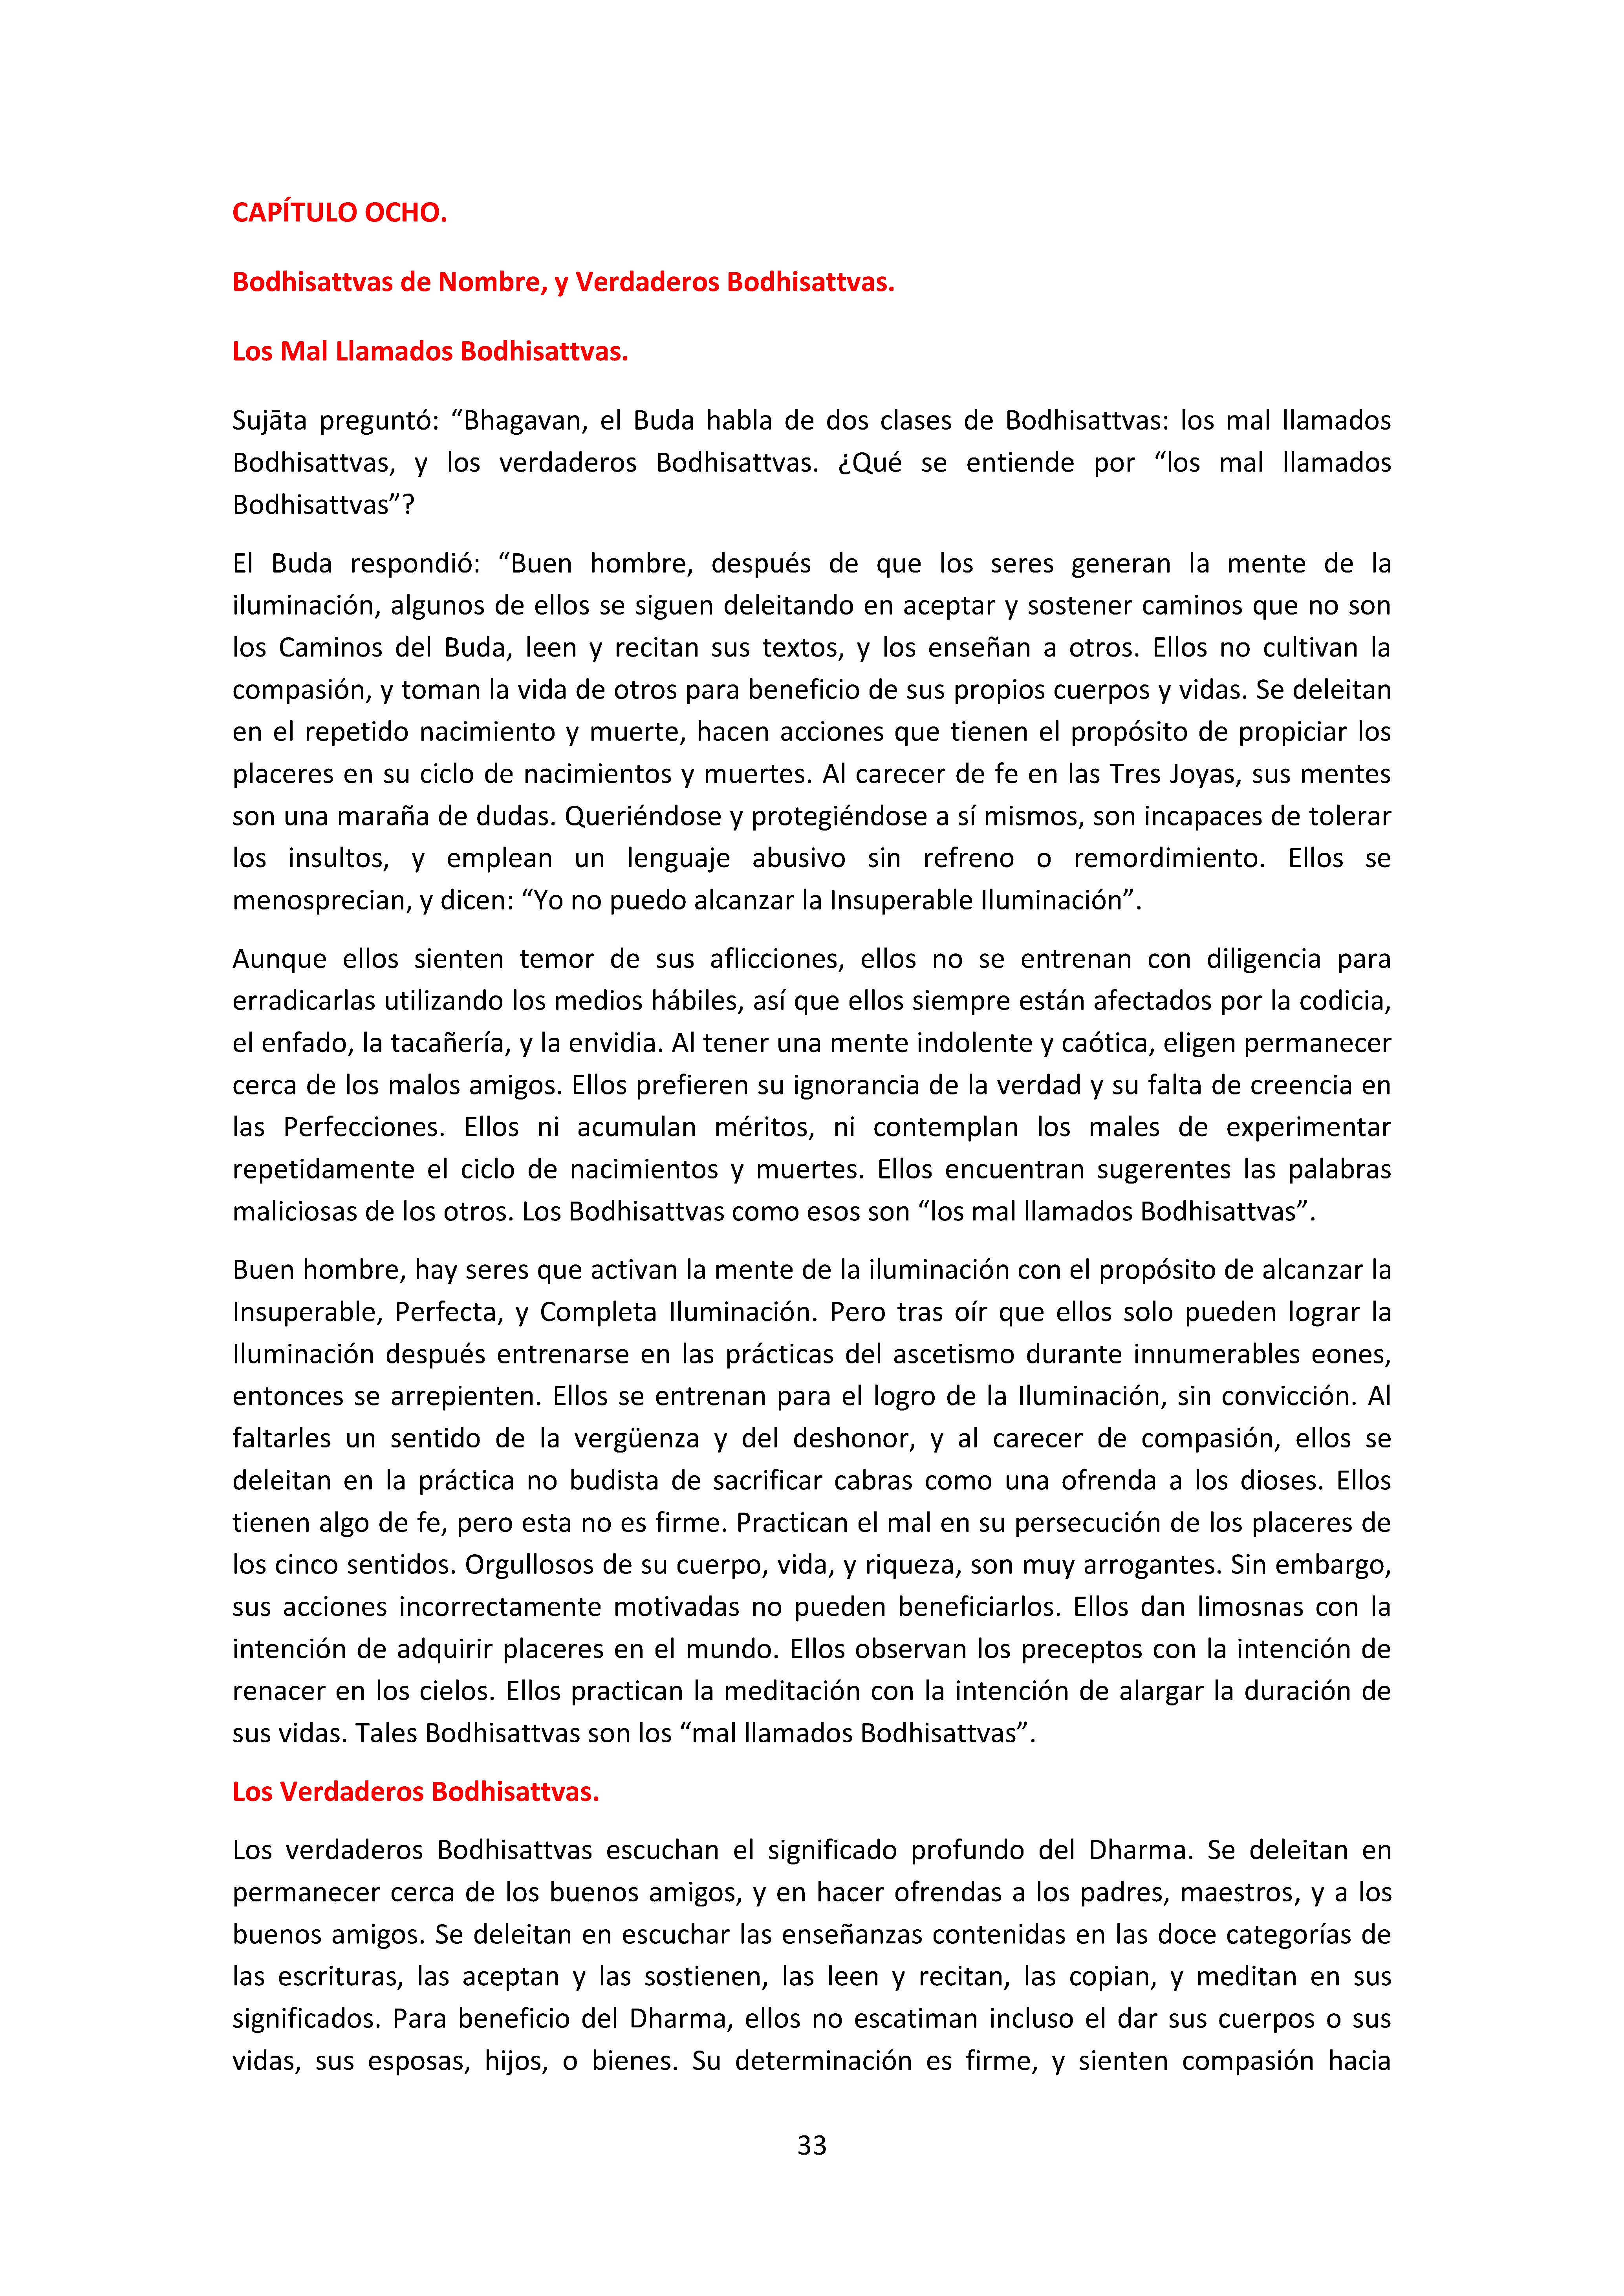 CAPÍTULO OCHO.
Bodhisattvas de Nombre, y Verdaderos Bodhisattvas.
Los Mal Llamados Bodhisattvas.
Sujāta preguntó: “Bhagavan, el Buda habla de dos clases de Bodhisattvas: los mal llamados
Bodhisattvas, y los verdaderos Bodhisattvas. ¿Qué se entiende por “los mal llamados
Bodhisattvas”?
El Buda respondió: “Buen hombre, después de que los seres generan la mente de la
iluminación, algunos de ellos se siguen deleitando en aceptar y sostener caminos que no son
los Caminos del Buda, leen y recitan sus textos, y los enseñan a otros. Ellos no cultivan la
compasión, y toman la vida de otros para beneficio de sus propios cuerpos y vidas. Se deleitan
en el repetido nacimiento y muerte, hacen acciones que tienen el propósito de propiciar los
placeres en su ciclo de nacimientos y muertes. Al carecer de fe en las Tres Joyas, sus mentes
son una maraña de dudas. Queriéndose y protegiéndose a sí mismos, son incapaces de tolerar
los insultos, y emplean un lenguaje abusivo sin refreno o remordimiento. Ellos se
menosprecian, y dicen: “Yo no puedo alcanzar la Insuperable Iluminación”.
Aunque ellos sienten temor de sus aflicciones, ellos no se entrenan con diligencia para
erradicarlas utilizando los medios hábiles, así que ellos siempre están afectados por la codicia,
el enfado, la tacañería, y la envidia. Al tener una mente indolente y caótica, eligen permanecer
cerca de los malos amigos. Ellos prefieren su ignorancia de la verdad y su falta de creencia en
las Perfecciones. Ellos ni acumulan méritos, ni contemplan los males de experimentar
repetidamente el ciclo de nacimientos y muertes. Ellos encuentran sugerentes las palabras
maliciosas de los otros. Los Bodhisattvas como esos son “los mal llamados Bodhisattvas”.
Buen hombre, hay seres que activan la mente de la iluminación con el propósito de alcanzar la
Insuperable, Perfecta, y Completa Iluminación. Pero tras oír que ellos solo pueden lograr la
Iluminación después entrenarse en las prácticas del ascetismo durante innumerables eones,
entonces se arrepienten. Ellos se entrenan para el logro de la Iluminación, sin convicción. Al
faltarles un sentido de la vergüenza y del deshonor, y al carecer de compasión, ellos se
deleitan en la práctica no budista de sacrificar cabras como una ofrenda a los dioses. Ellos
tienen algo de fe, pero esta no es firme. Practican el mal en su persecución de los placeres de
los cinco sentidos. Orgullosos de su cuerpo, vida, y riqueza, son muy arrogantes. Sin embargo,
sus acciones incorrectamente motivadas no pueden beneficiarlos. Ellos dan limosnas con la
intención de adquirir placeres en el mundo. Ellos observan los preceptos con la intención de
renacer en los cielos. Ellos practican la meditación con la intención de alargar la duración de
sus vidas. Tales Bodhisattvas son los “mal llamados Bodhisattvas”.
Los Verdaderos Bodhisattvas.
Los verdaderos Bodhisattvas escuchan el significado profundo del Dharma. Se deleitan en
permanecer cerca de los buenos amigos, y en hacer ofrendas a los padres, maestros, y a los
buenos amigos. Se deleitan en escuchar las enseñanzas contenidas en las doce categorías de
las escrituras, las aceptan y las sostienen, las leen y recitan, las copian, y meditan en sus
significados. Para beneficio del Dharma, ellos no escatiman incluso el dar sus cuerpos o sus
vidas, sus esposas, hijos, o bienes. Su determinación es firme, y sienten compasión hacia
33